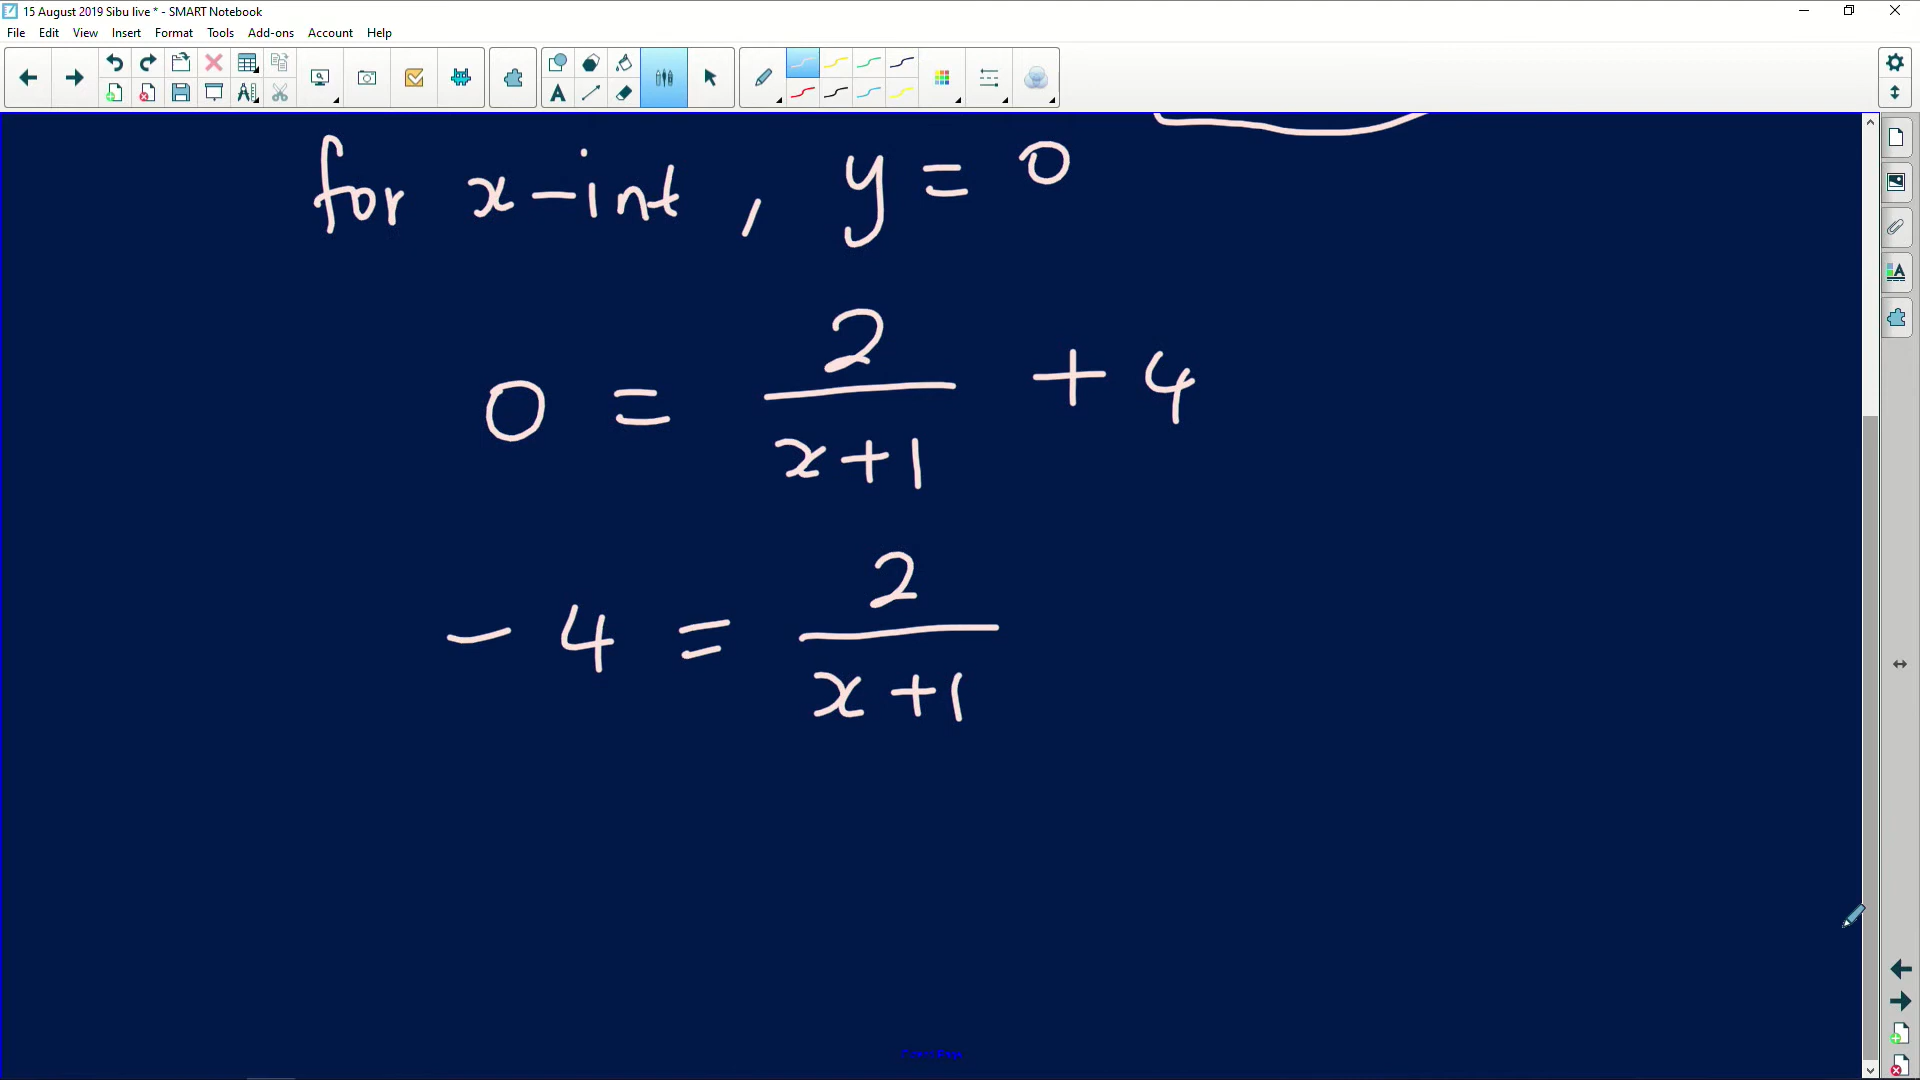 15 August 2019 Sibu live * - SMART Notebook
File Edit View Insert Format Tools Add-ons Account Help
for x-int, y = 0
0 = 2/(x+1) + 4
- 4 = 2/(x+1)